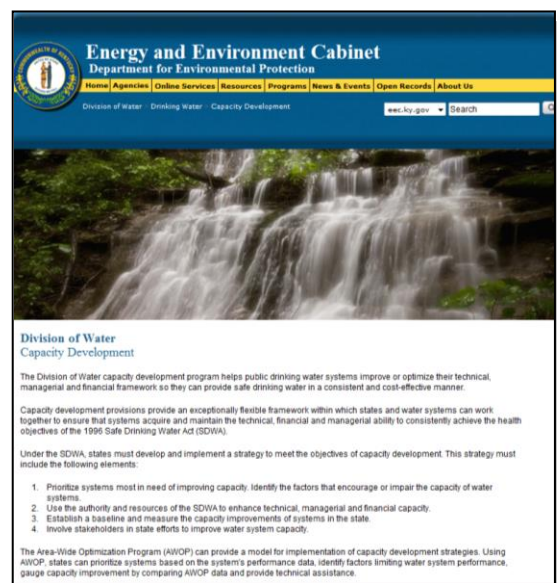 COMMONWEALTH OF KENTUCKY
Energy and Environment Cabinet
Department for Environmental Protection
Home Agencies Online Services Resources Programs News & Events Open Records About Us
Division of Water Drinking Water Capacity Development
eec.ky.gov Search
Division of Water
Capacity Development
The Division of Water capacity development program helps public drinking water systems improve or optimize their technical,
managerial and financial framework so they can provide safe drinking water in a consistent and cost-effective manner.
Capacity development provisions provide an exceptionally flexible framework within which states and water systems can work
together to ensure that systems acquire and maintain the technical, financial and managerial ability to consistently achieve the health
objectives of the 1996 Safe Drinking Water Act (SDWA).
Under the SDWA, states must develop and implement a strategy to meet the objectives of capacity development. This strategy must
include the following elements:
1. Prioritize systems most in need of improving capacity. Identify the factors that encourage or impair the capacity of water
systems.
2. Use the authority and resources of the SDWA to enhance technical, managerial and financial capacity.
3. Establish a baseline and measure the capacity improvements of systems in the state.
4. Involve stakeholders in state efforts to improve water system capacity.
The Area-Wide Optimization Program (AWOP) can provide a model for implementation of capacity development strategies. Using
AWOP, states can prioritize systems based on the system's performance data, identify factors limiting water system performance,
gauge capacity improvement by comparing AWOP data and provide technical assistance.